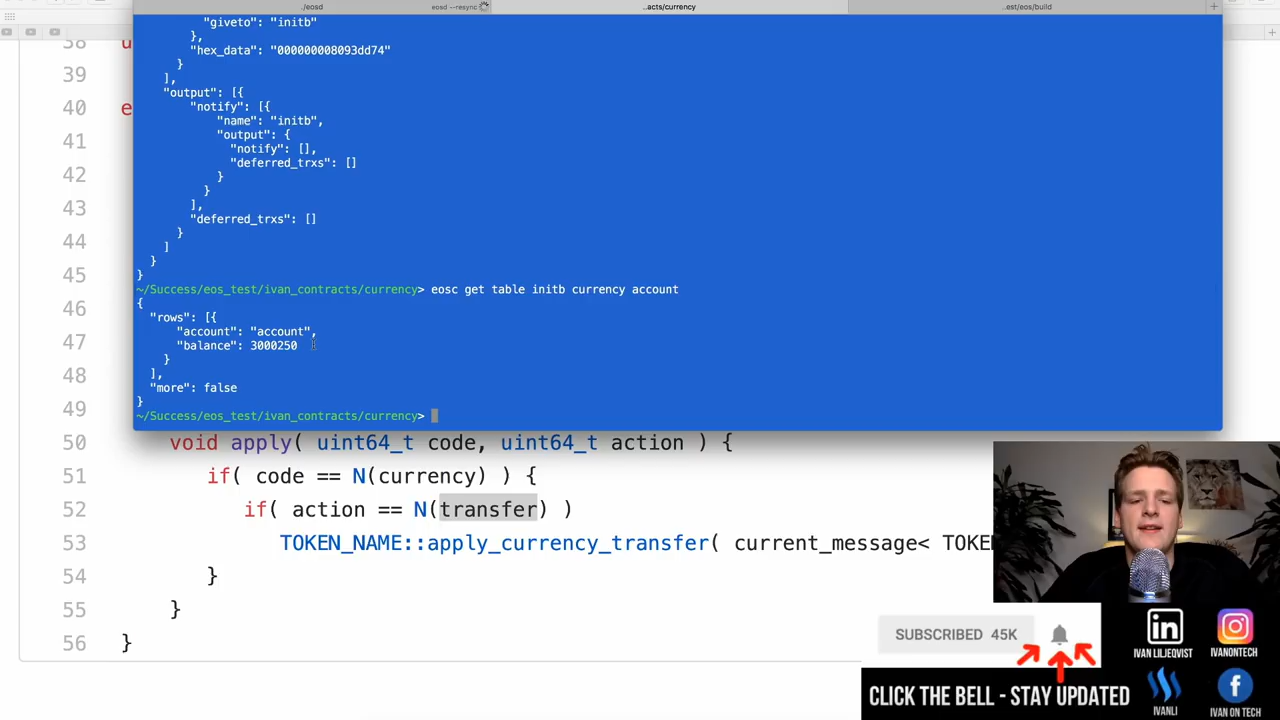 ./eosd
eosd --resync
..acts/currency
..est/eos/build
"giveto": "initb"
},
"hex_data": "000000008093dd74"
}
],
"output": [{
"notify": [{
"name": "initb",
"output": {
"notify": [],
"deferred_trxs": []
}
}
],
"deferred_trxs": []
}
]
}
}
~/Success/eos_test/ivan_contracts/currency> eosc get table initb currency account
{
"rows": [{
"account": "account",
"balance": 3000250
}
],
"more": false
}
~/Success/eos_test/ivan_contracts/currency>
38 u
39
40 e
41
42
43
44
45
46
47
48
49
50 void apply( uint64_t code, uint64_t action ) {
51 if( code == N(currency) ) {
52 if( action == N(transfer) )
53 TOKEN_NAME::apply_currency_transfer( current_message< TOKEN
54 }
55 }
56 }
SUBSCRIBED 45K
CLICK THE BELL - STAY UPDATED
in
IVAN LILJEQVIST
IVANONTECH
IVANLI
f
IVAN ON TECH